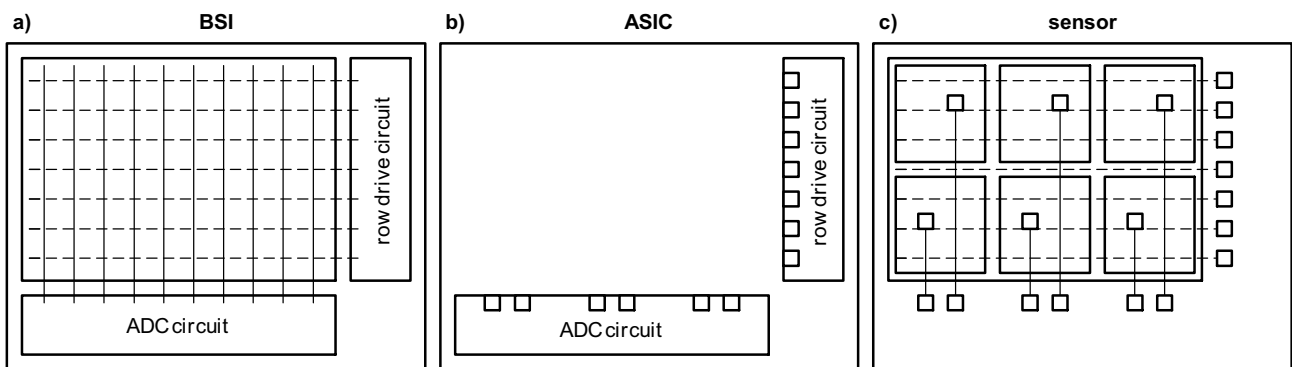 a) BSI
b) ASIC
c) sensor
row drive circuit
ADC circuit
row drive circuit
ADC circuit